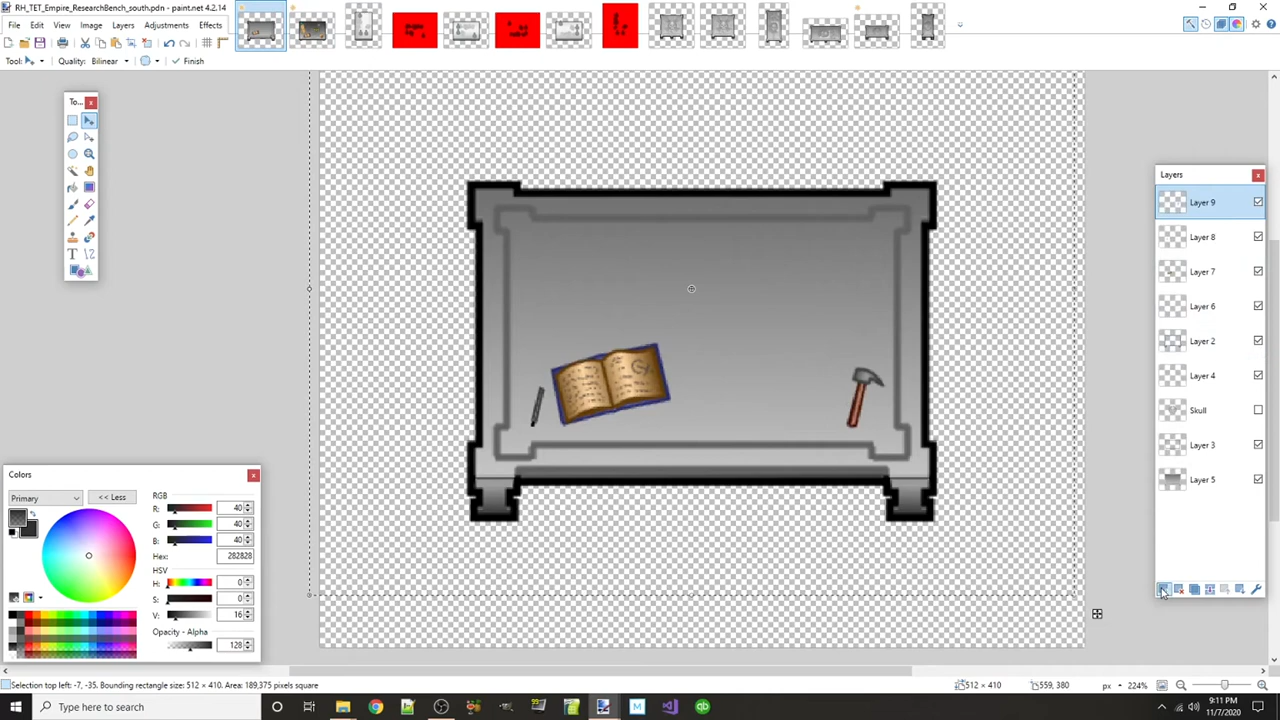 RH_TET_Empire_ResearchBench_south.pdn - paint.net 4.2.14
File Edit View Image Layers Adjustments Effects
Tool: Quality: Bilinear Finish
To... x
Layers x
Layer 9
Layer 8
Layer 7
Layer 6
Layer 2
Layer 4
Skull
Layer 3
Layer 5
Colors x
Primary << Less
RGB
R: 40
G: 40
B: 40
Hex: 282828
HSV
H: 0
S: 0
V: 16
Opacity - Alpha
128
Selection top left: -7, -35. Bounding rectangle size: 512 × 410. Area: 189,375 pixels square
512 × 410
559, 380
px
224%
Type here to search
9:11 PM
11/7/2020